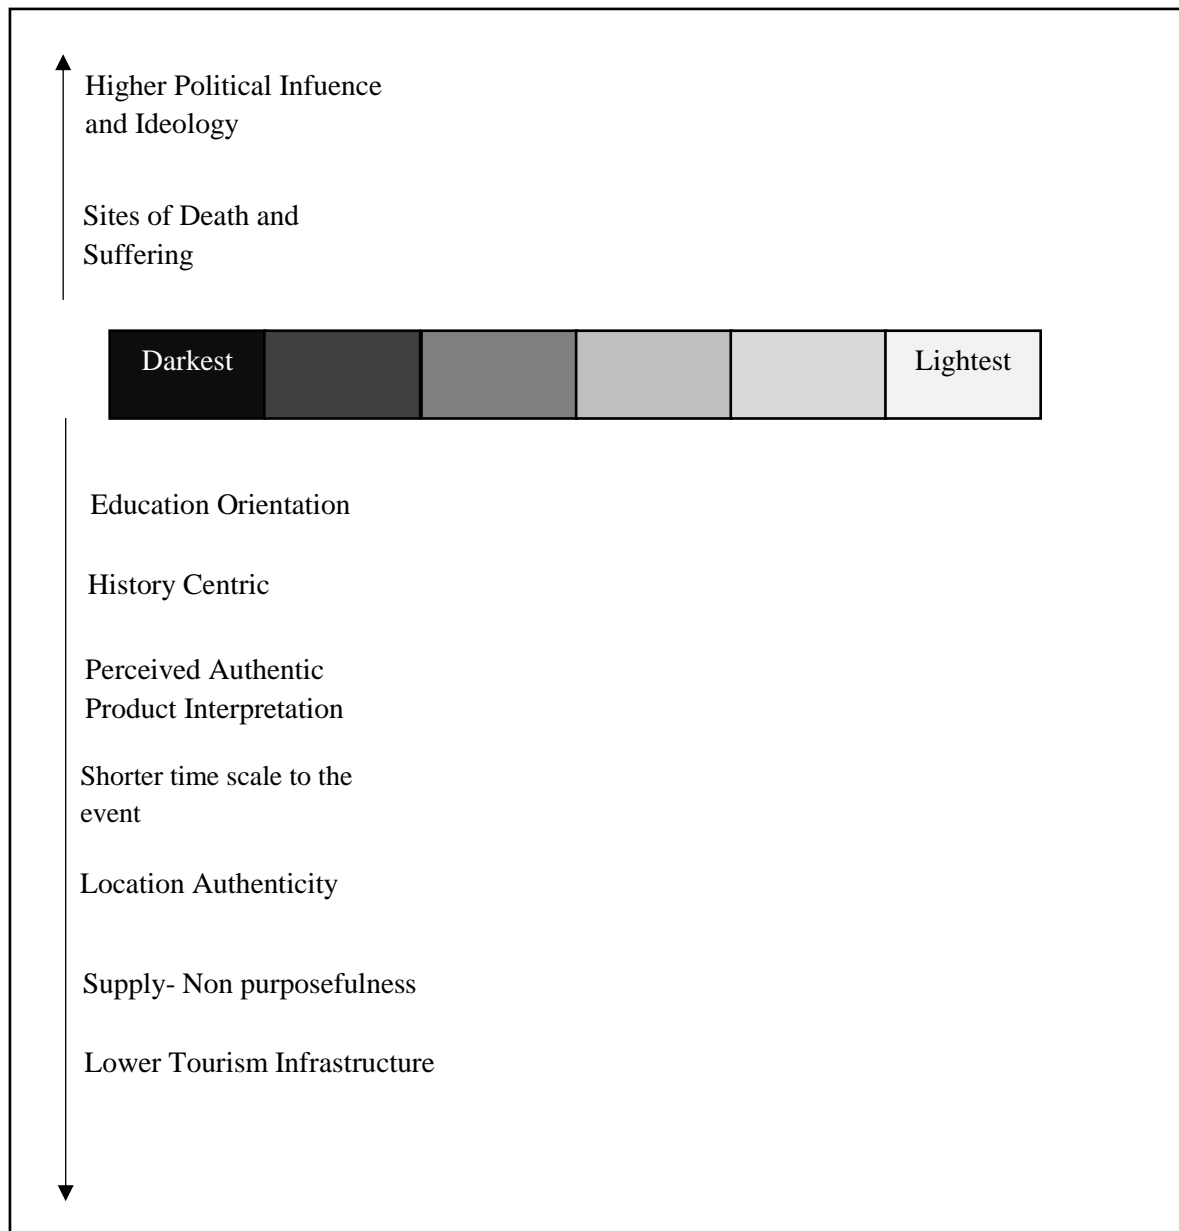 Higher Political Infuence
and Ideology
Sites of Death and
Suffering
Darkest
Lightest
Education Orientation
History Centric
Perceived Authentic
Product Interpretation
Shorter time scale to the
event
Location Authenticity
Supply- Non purposefulness
Lower Tourism Infrastructure